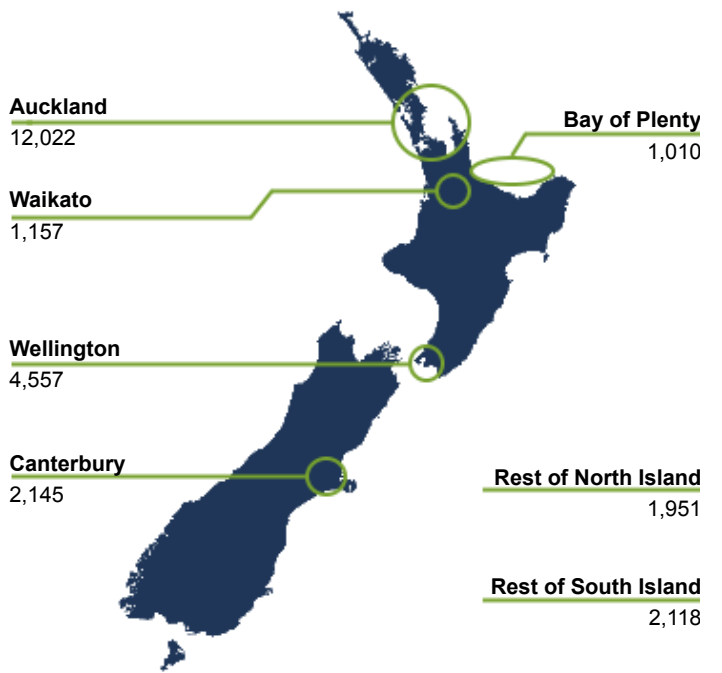 Auckland
12,022
Bay of Plenty
1,010
Waikato
1,157
Wellington
4,557
Canterbury
2,145
Rest of North Island
1,951
Rest of South Island
2,118